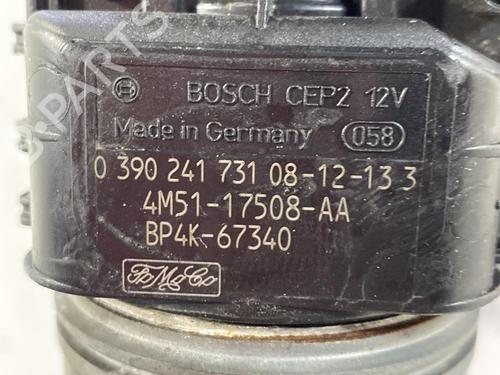 BOSCH CEP2 12V
Made in Germany 058
0 390 241 731 08-12-13 3
4M51-17508-AA
BP4K-67340
FoMoCo
B-PARTS